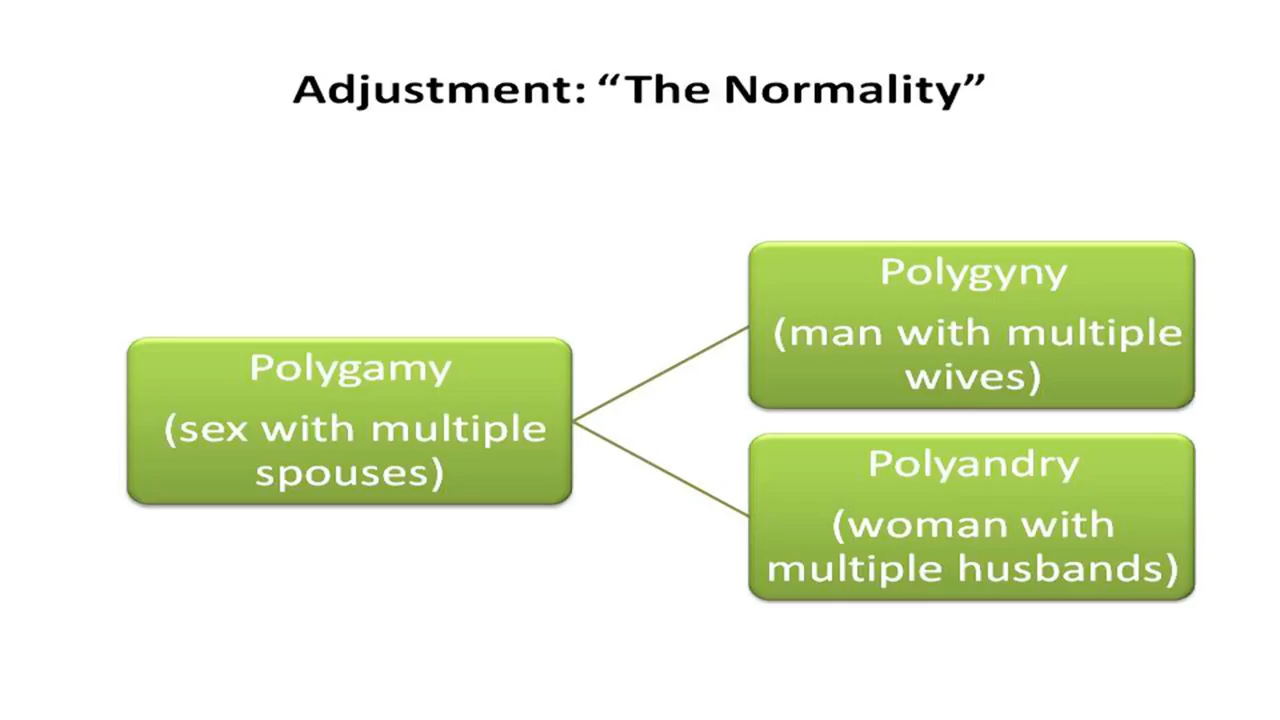 Adjustment: “The Normality”
Polygamy
(sex with multiple
spouses)
Polygyny
(man with multiple
wives)
Polyandry
(woman with
multiple husbands)